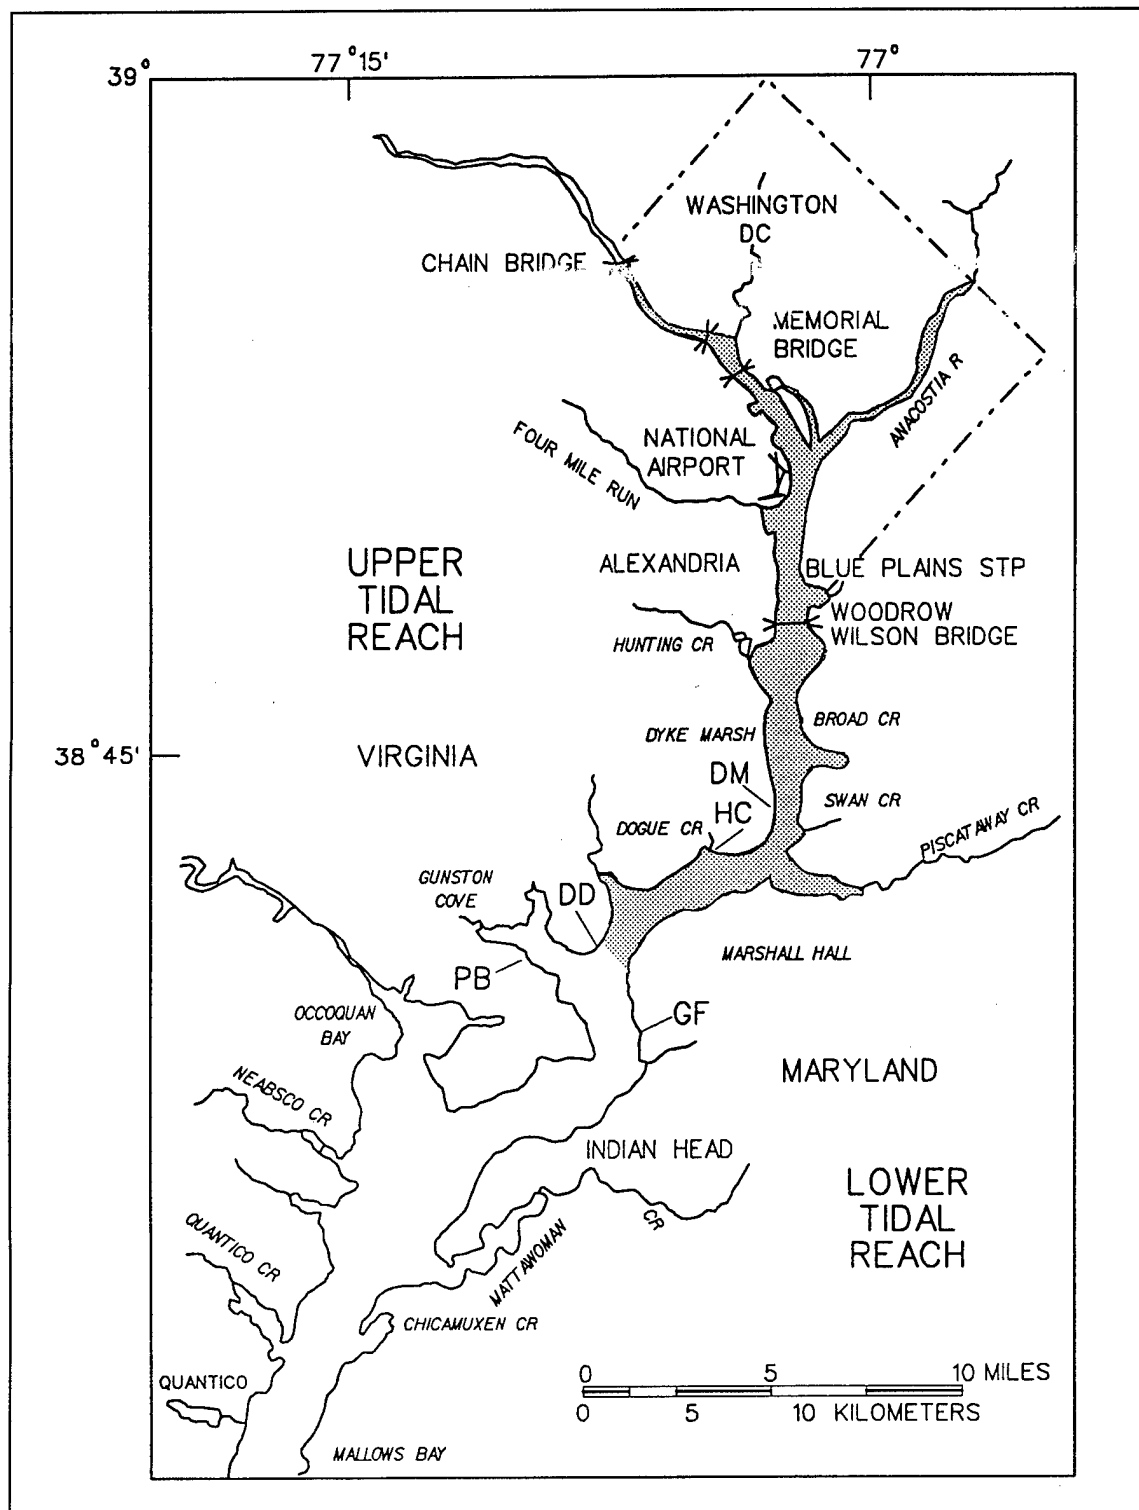 77°15'
77°
39°
WASHINGTON
DC
CHAIN BRIDGE
MEMORIAL
BRIDGE
ANACOSTIA R
FOUR MILE RUN
NATIONAL
AIRPORT
UPPER
TIDAL
REACH
ALEXANDRIA
BLUE PLAINS STP
WOODROW
WILSON BRIDGE
HUNTING CR
BROAD CR
DYKE MARSH
38°45'
VIRGINIA
DM
HC
SWAN CR
DOGUE CR
PISCATAWAY CR
GUNSTON
COVE
DD
MARSHALL HALL
PB
GF
OCCOQUAN
BAY
MARYLAND
NEABSCO CR
INDIAN HEAD
LOWER
TIDAL
REACH
QUANTICO CR
MATTAWOMAN
CR
CHICAMUXEN CR
QUANTICO
0 5 10 MILES
0 5 10 KILOMETERS
MALLOWS BAY